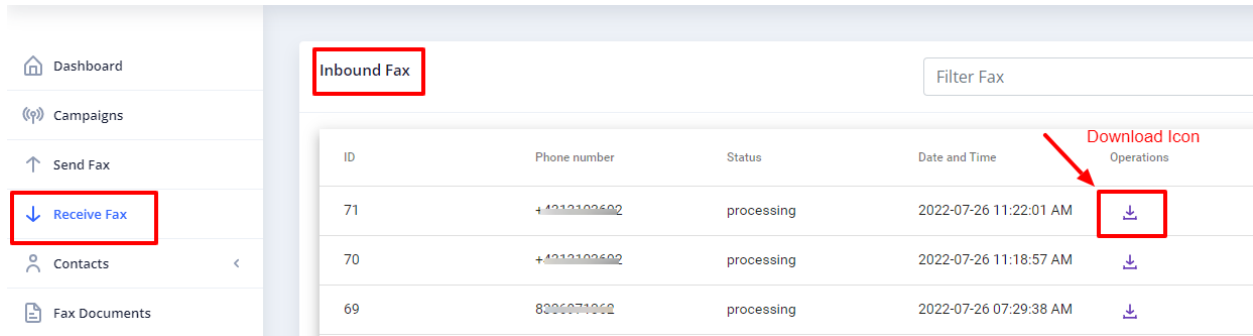 Dashboard
Campaigns
Send Fax
Receive Fax
Contacts
Fax Documents
Inbound Fax
Filter Fax
Download Icon
ID Phone number Status Date and Time Operations
71 processing 2022-07-26 11:22:01 AM
70 processing 2022-07-26 11:18:57 AM
69 processing 2022-07-26 07:29:38 AM